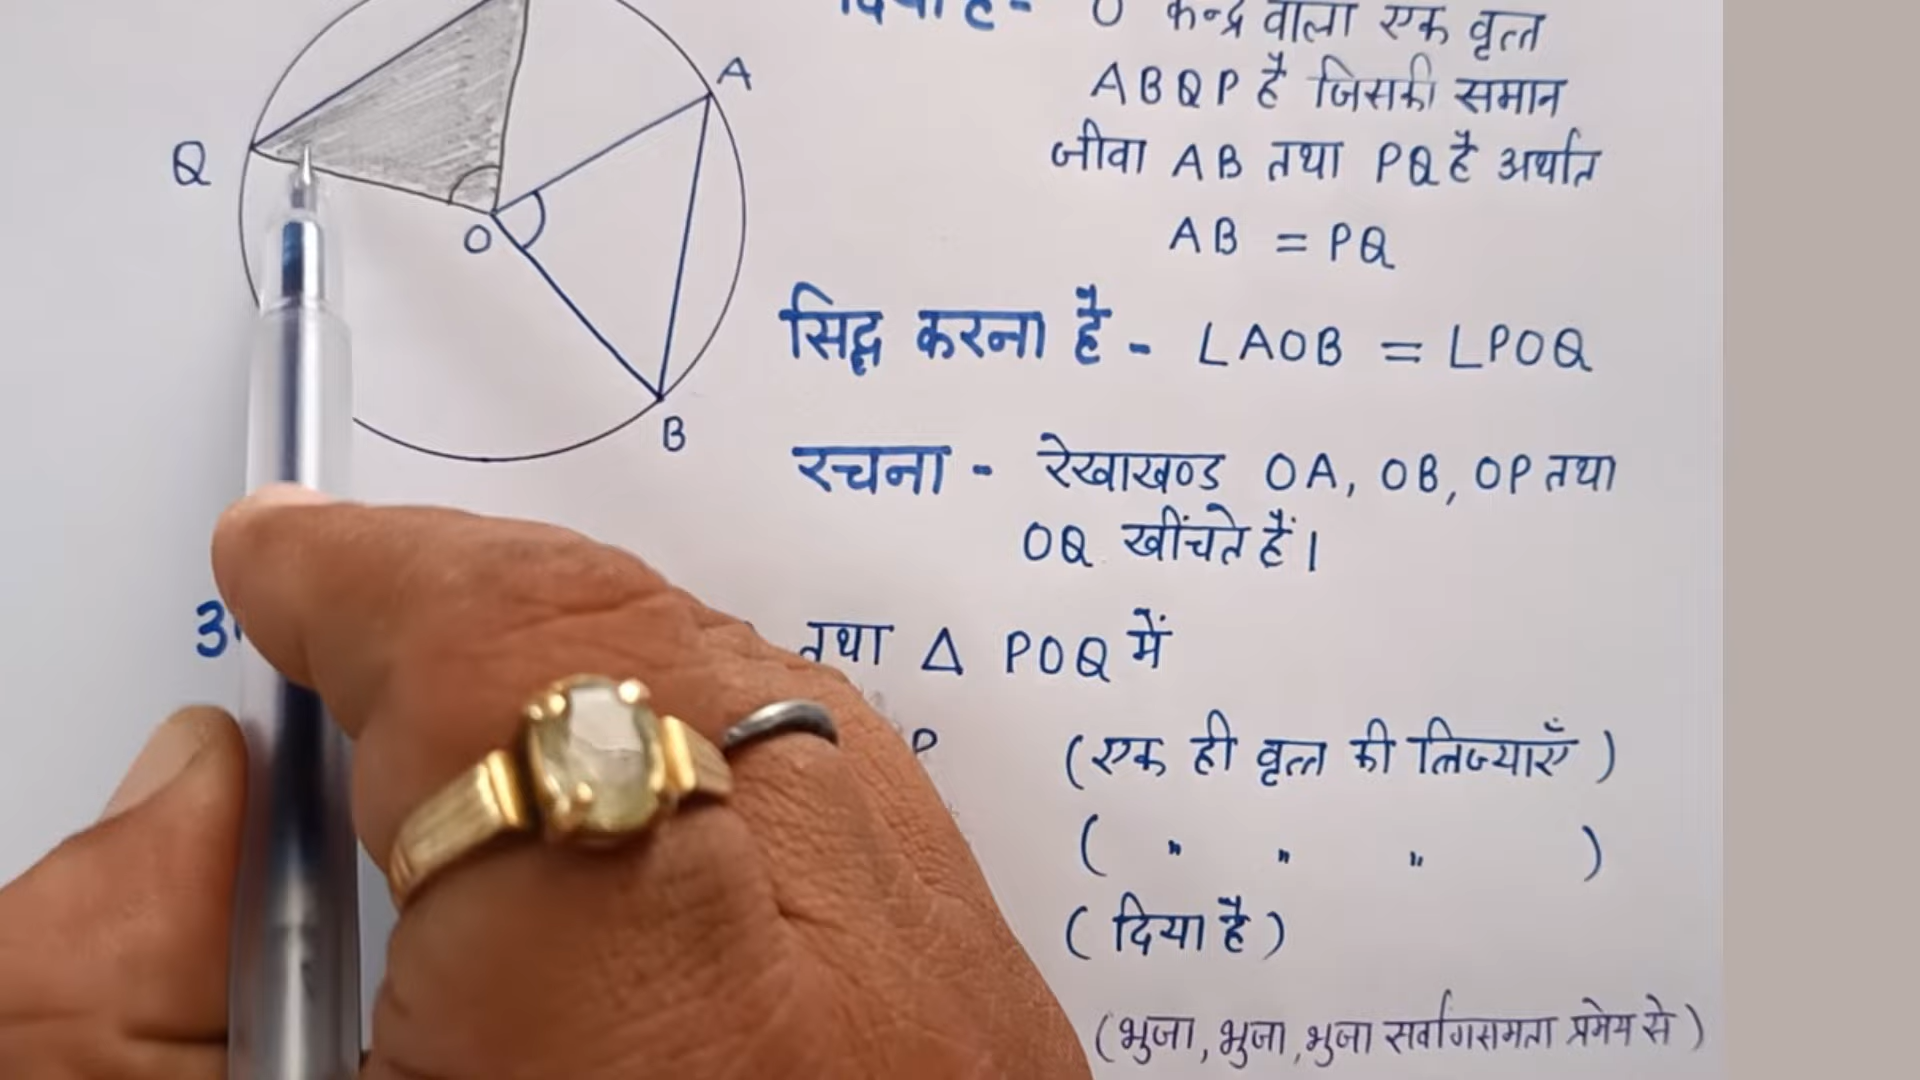 दिया है - O केन्द्र वाला एक वृत्त
ABQP है जिसकी समान
जीवा AB तथा PQ है अर्थात
AB = PQ
सिद्ध करना है - ∠AOB = ∠POQ
रचना - रेखाखण्ड OA, OB, OP तथा
OQ खींचते हैं।
तथा Δ POQ में
P (एक ही वृत्त की त्रिज्याएँ)
( " " " )
(दिया है)
(भुजा, भुजा, भुजा सर्वांगसमता प्रमेय से)
A
Q
O
B